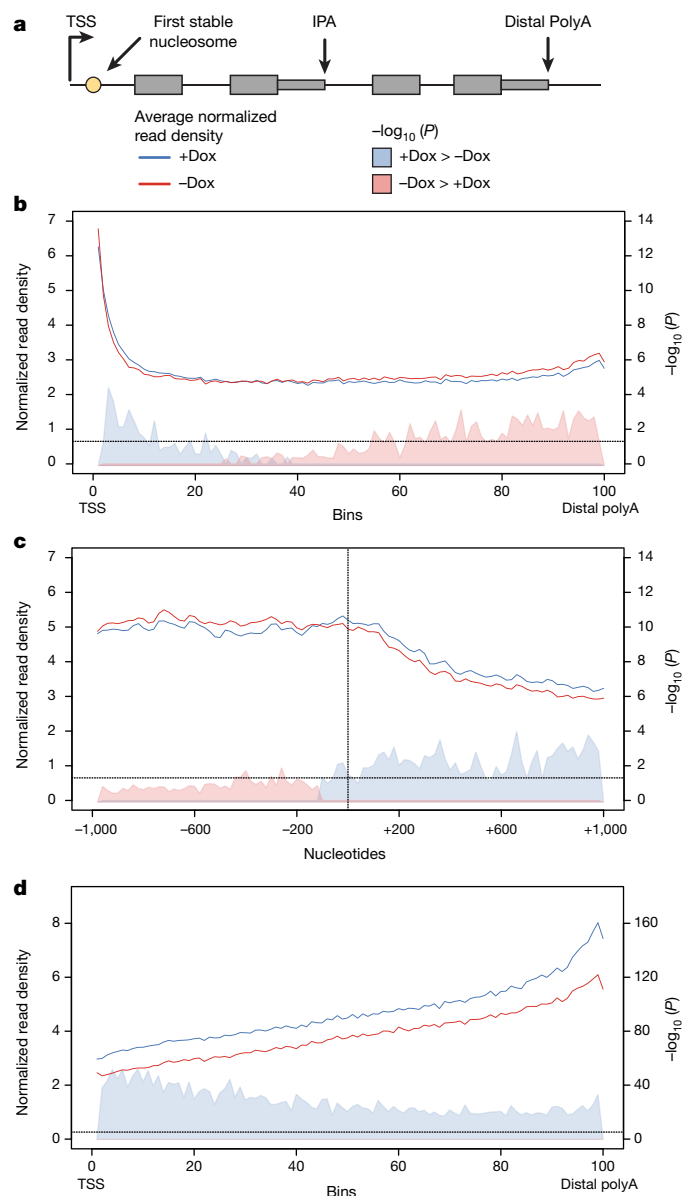 a
TSS
First stable
nucleosome
IPA
Distal PolyA
Average normalized
read density
+Dox
–Dox
–log10 (P)
+Dox > –Dox
–Dox > +Dox
b
Normalized read density
7
6
5
4
3
2
1
0
14
12
10
8
6
4
2
0
–log10 (P)
0
20
40
60
80
100
TSS
Bins
Distal polyA
c
Normalized read density
7
6
5
4
3
2
1
0
14
12
10
8
6
4
2
0
–log10 (P)
–1,000
–600
–200
+200
+600
+1,000
Nucleotides
d
Normalized read density
8
6
4
2
0
160
120
80
40
0
–log10 (P)
0
20
40
60
80
100
TSS
Bins
Distal polyA